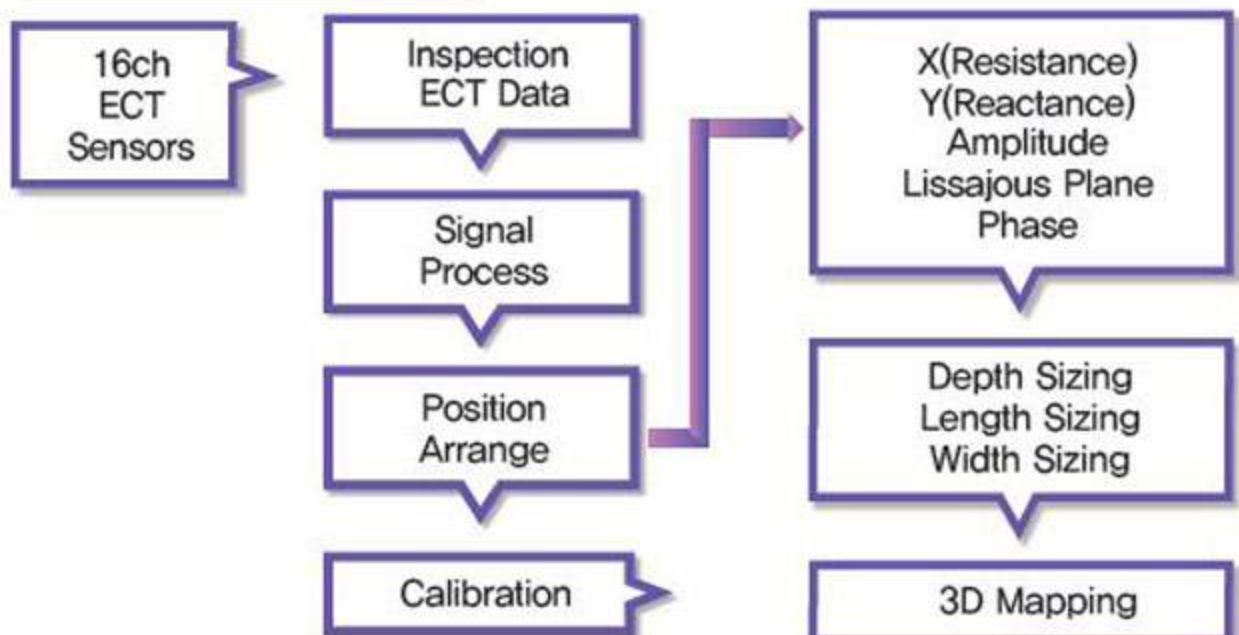 16ch
ECT
Sensors
Inspection
ECT Data
Signal
Process
Position
Arrange
Calibration
X(Resistance)
Y(Reactance)
Amplitude
Lissajous Plane
Phase
Depth Sizing
Length Sizing
Width Sizing
3D Mapping